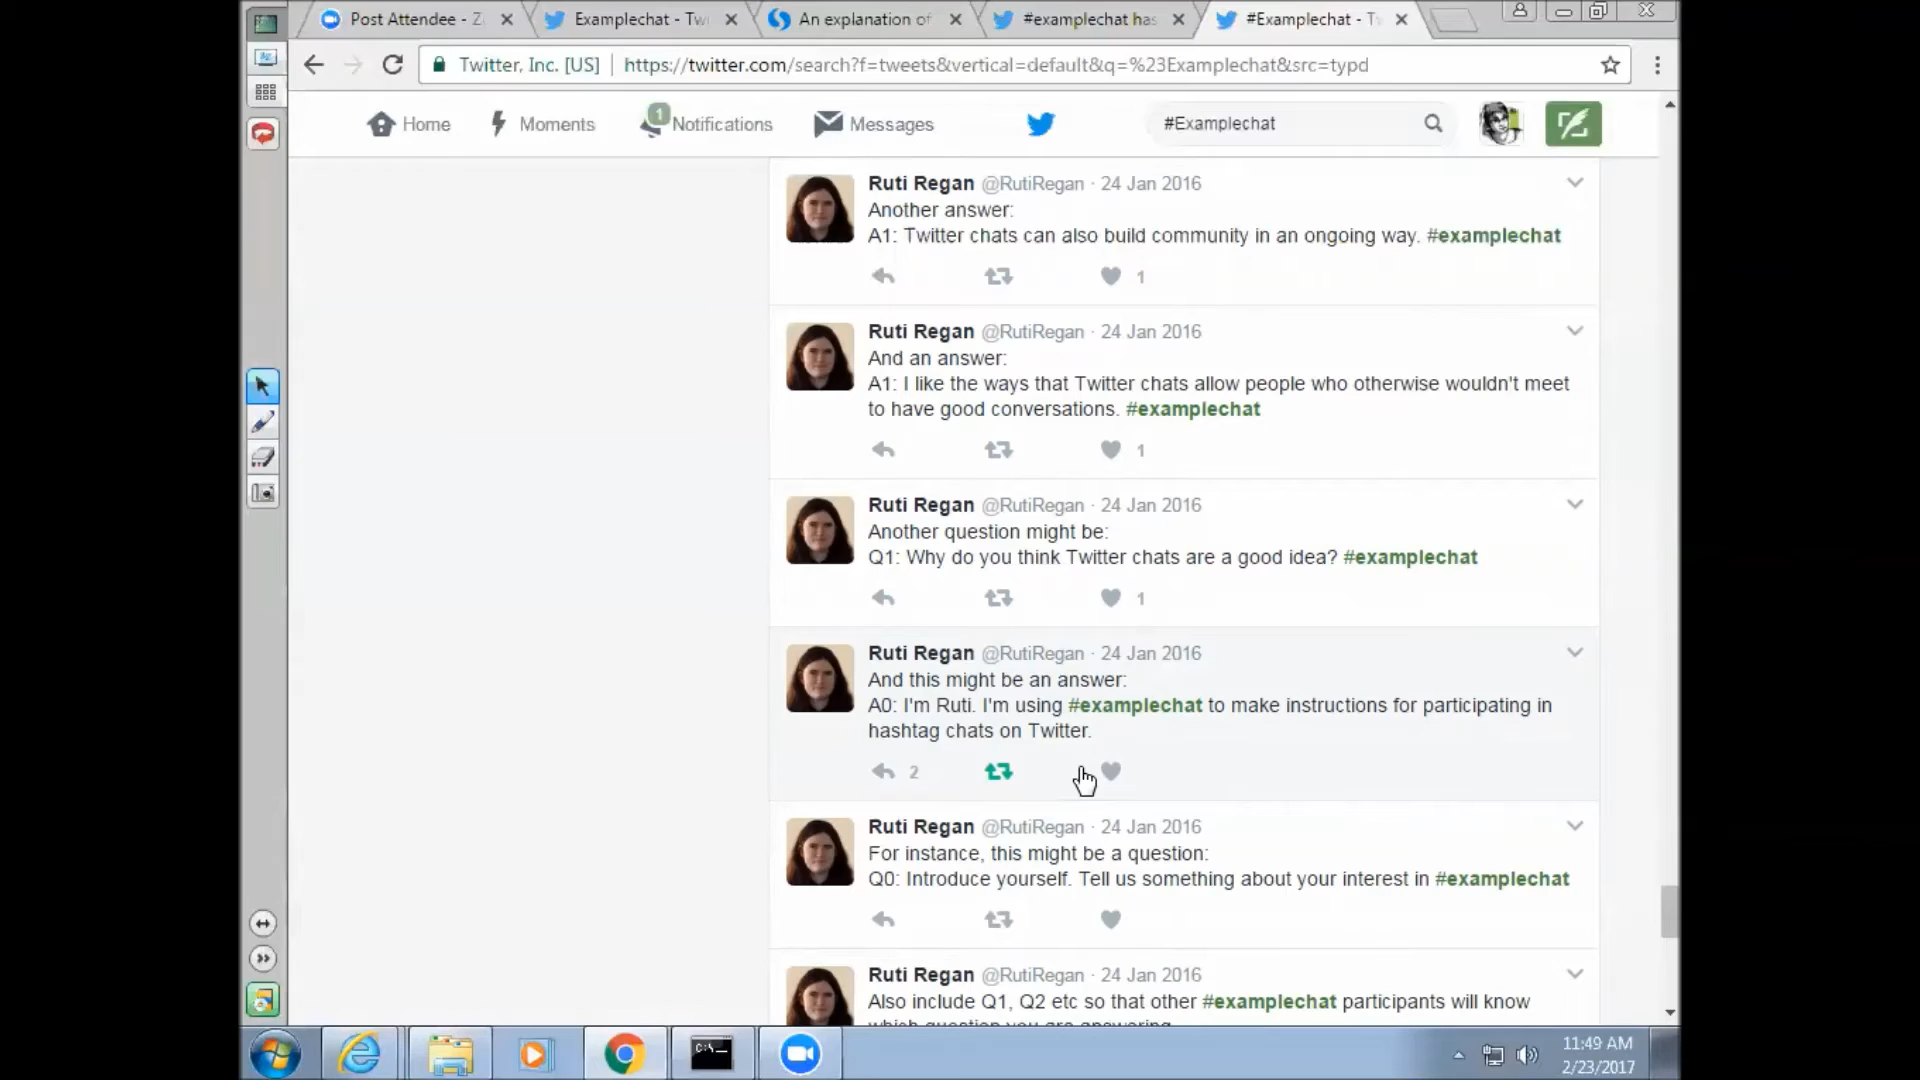 Post Attendee - Z
Examplechat - Twi
An explanation of
#examplechat has
#Examplechat - T
Twitter, Inc. [US]
https://twitter.com/search?f=tweets&vertical=default&q=%23Examplechat&src=typd
Home
Moments
1
Notifications
Messages
#Examplechat
Ruti Regan @RutiRegan · 24 Jan 2016
Another answer:
A1: Twitter chats can also build community in an ongoing way. #examplechat
1
Ruti Regan @RutiRegan · 24 Jan 2016
And an answer:
A1: I like the ways that Twitter chats allow people who otherwise wouldn't meet
to have good conversations. #examplechat
1
Ruti Regan @RutiRegan · 24 Jan 2016
Another question might be:
Q1: Why do you think Twitter chats are a good idea? #examplechat
1
Ruti Regan @RutiRegan · 24 Jan 2016
And this might be an answer:
A0: I'm Ruti. I'm using #examplechat to make instructions for participating in
hashtag chats on Twitter.
2
Ruti Regan @RutiRegan · 24 Jan 2016
For instance, this might be a question:
Q0: Introduce yourself. Tell us something about your interest in #examplechat
Ruti Regan @RutiRegan · 24 Jan 2016
Also include Q1, Q2 etc so that other #examplechat participants will know
which question you are answering
C:\_
11:49 AM
2/23/2017